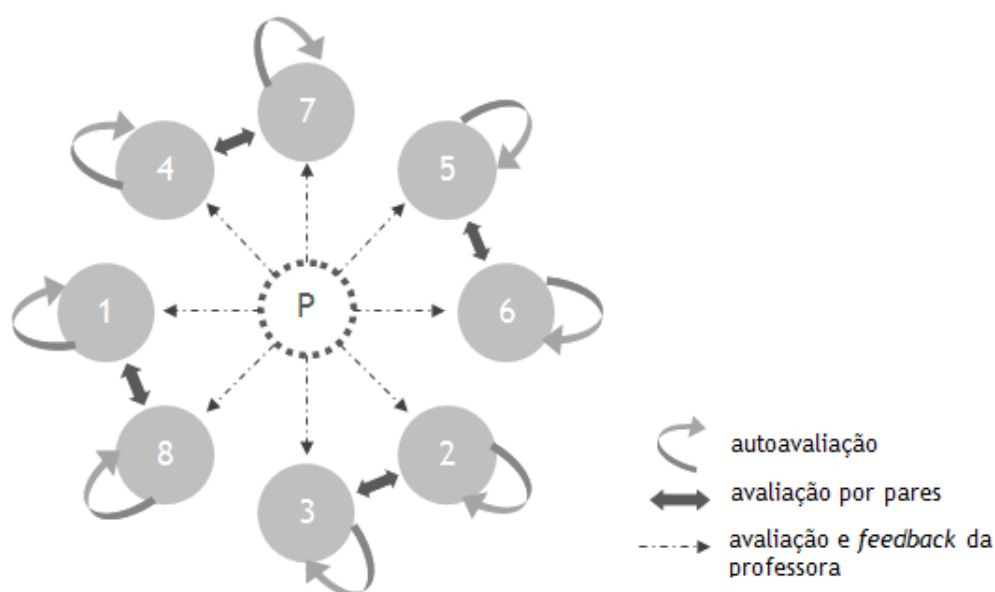 7
4
5
1
P
6
8
2
3
autoavaliação
avaliação por pares
avaliação e feedback da
professora